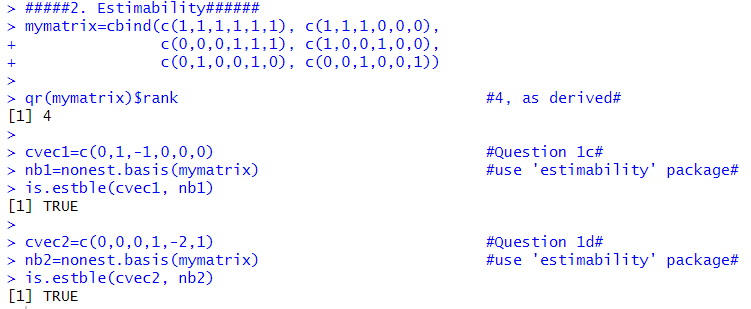 > #####2. Estimability######
> mymatrix=cbind(c(1,1,1,1,1,1), c(1,1,1,0,0,0),
+ c(0,0,0,1,1,1), c(1,0,0,1,0,0),
+ c(0,1,0,0,1,0), c(0,0,1,0,0,1))
>
> qr(mymatrix)$rank #4, as derived#
[1] 4
>
> cvec1=c(0,1,-1,0,0,0) #Question 1c#
> nb1=nonest.basis(mymatrix) #use 'estimability' package#
> is.estble(cvec1, nb1)
[1] TRUE
>
> cvec2=c(0,0,0,1,-2,1) #Question 1d#
> nb2=nonest.basis(mymatrix) #use 'estimability' package#
> is.estble(cvec2, nb2)
[1] TRUE